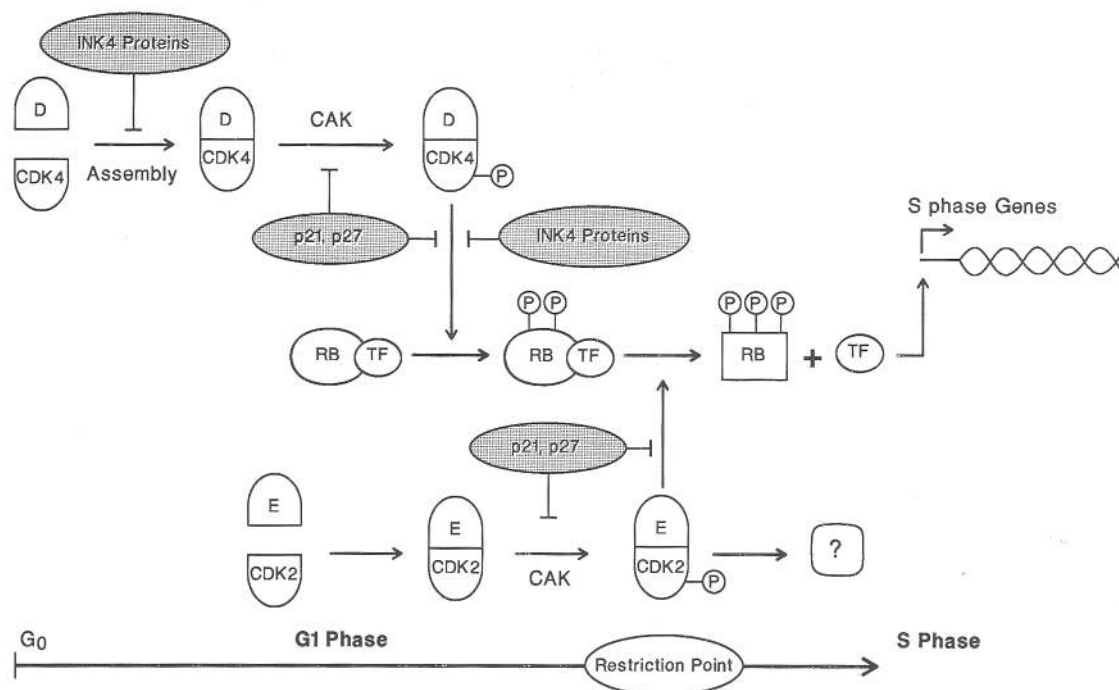 INK4 Proteins
D
CDK4
Assembly
D
CDK4
CAK
D
CDK4
P
p21, p27
INK4 Proteins
S phase Genes
RB
TF
P
P
RB
TF
P
P
P
RB
+
TF
p21, p27
E
CDK2
E
CDK2
CAK
E
CDK2
P
?
G0
G1 Phase
Restriction Point
S Phase